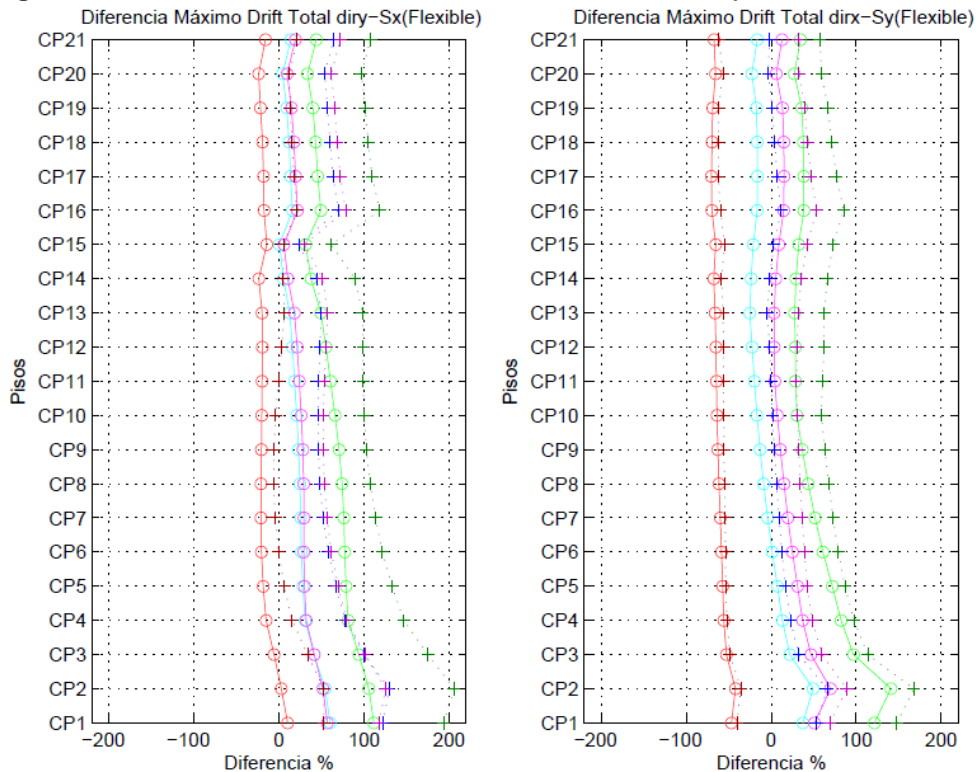 Diferencia Máximo Drift Total diry−Sx(Flexible)
CP21
CP20
CP19
CP18
CP17
CP16
CP15
CP14
CP13
CP12
CP11
CP10
CP9
CP8
CP7
CP6
CP5
CP4
CP3
CP2
CP1
Pisos
−200 −100 0 100 200
Diferencia %
Diferencia Máximo Drift Total dirx−Sy(Flexible)
CP21
CP20
CP19
CP18
CP17
CP16
CP15
CP14
CP13
CP12
CP11
CP10
CP9
CP8
CP7
CP6
CP5
CP4
CP3
CP2
CP1
Pisos
−200 −100 0 100 200
Diferencia %